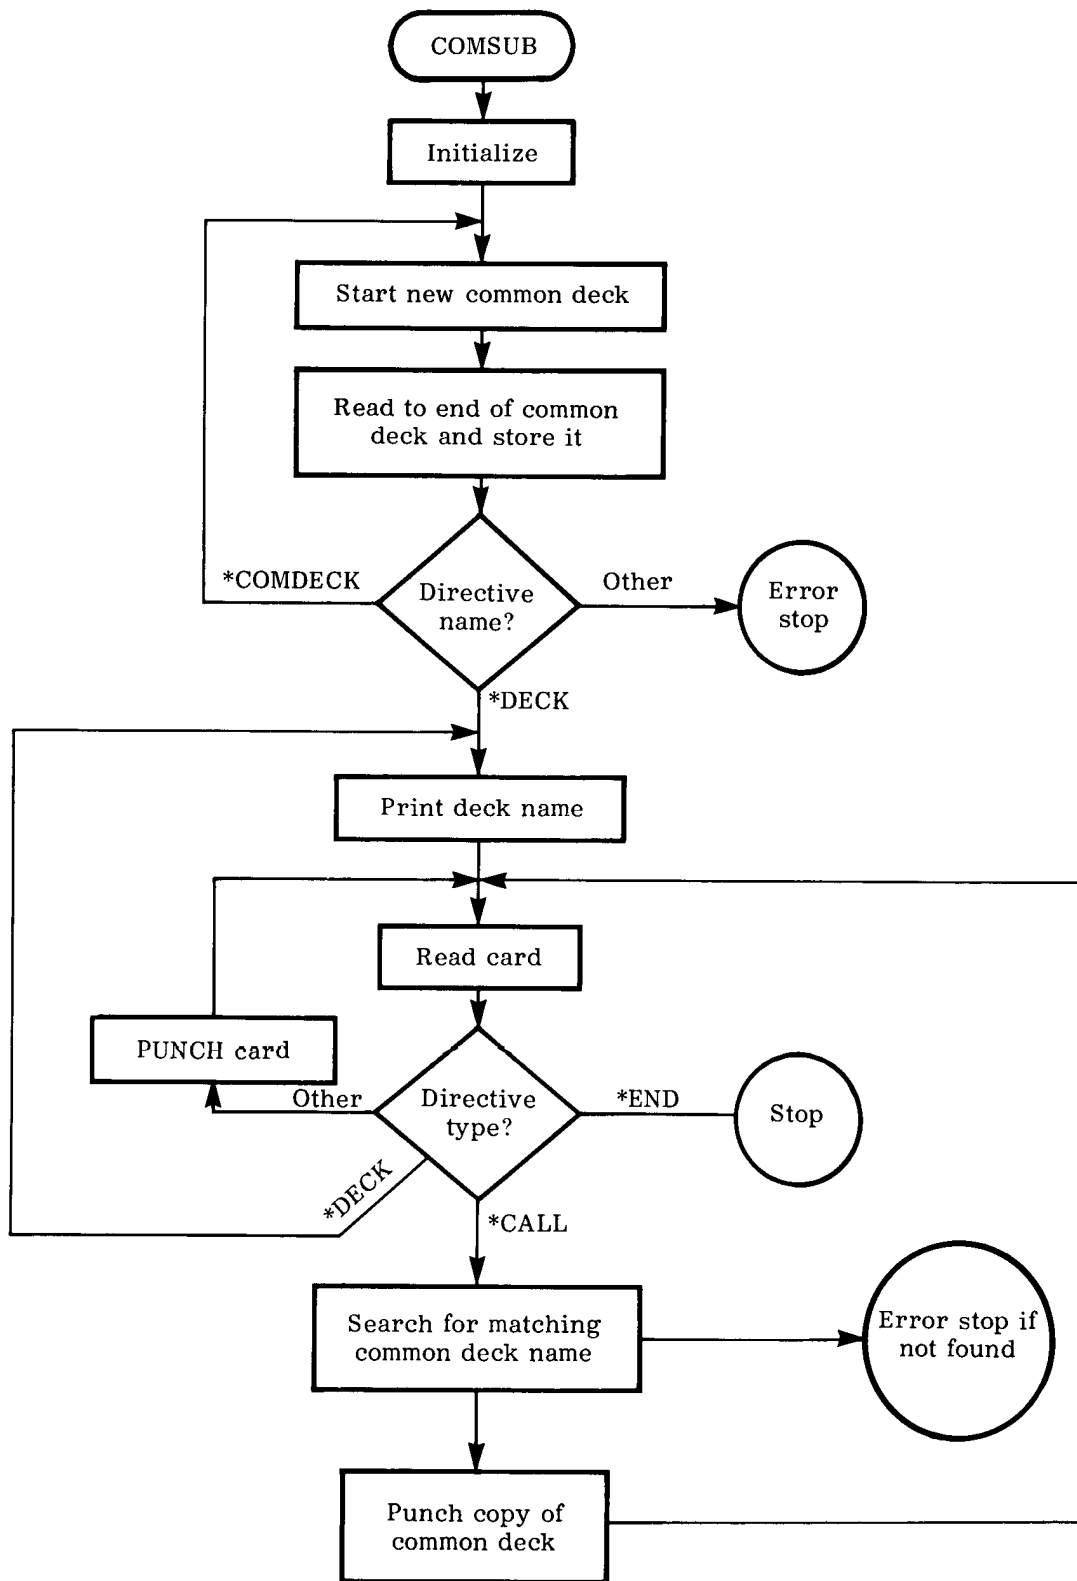 COMSUB
Initialize
Start new common deck
Read to end of common
deck and store it
*COMDECK
Directive
name?
Other
Error
stop
*DECK
Print deck name
Read card
PUNCH card
Other
Directive
type?
*END
Stop
*DECK
*CALL
Search for matching
common deck name
Error stop if
not found
Punch copy of
common deck